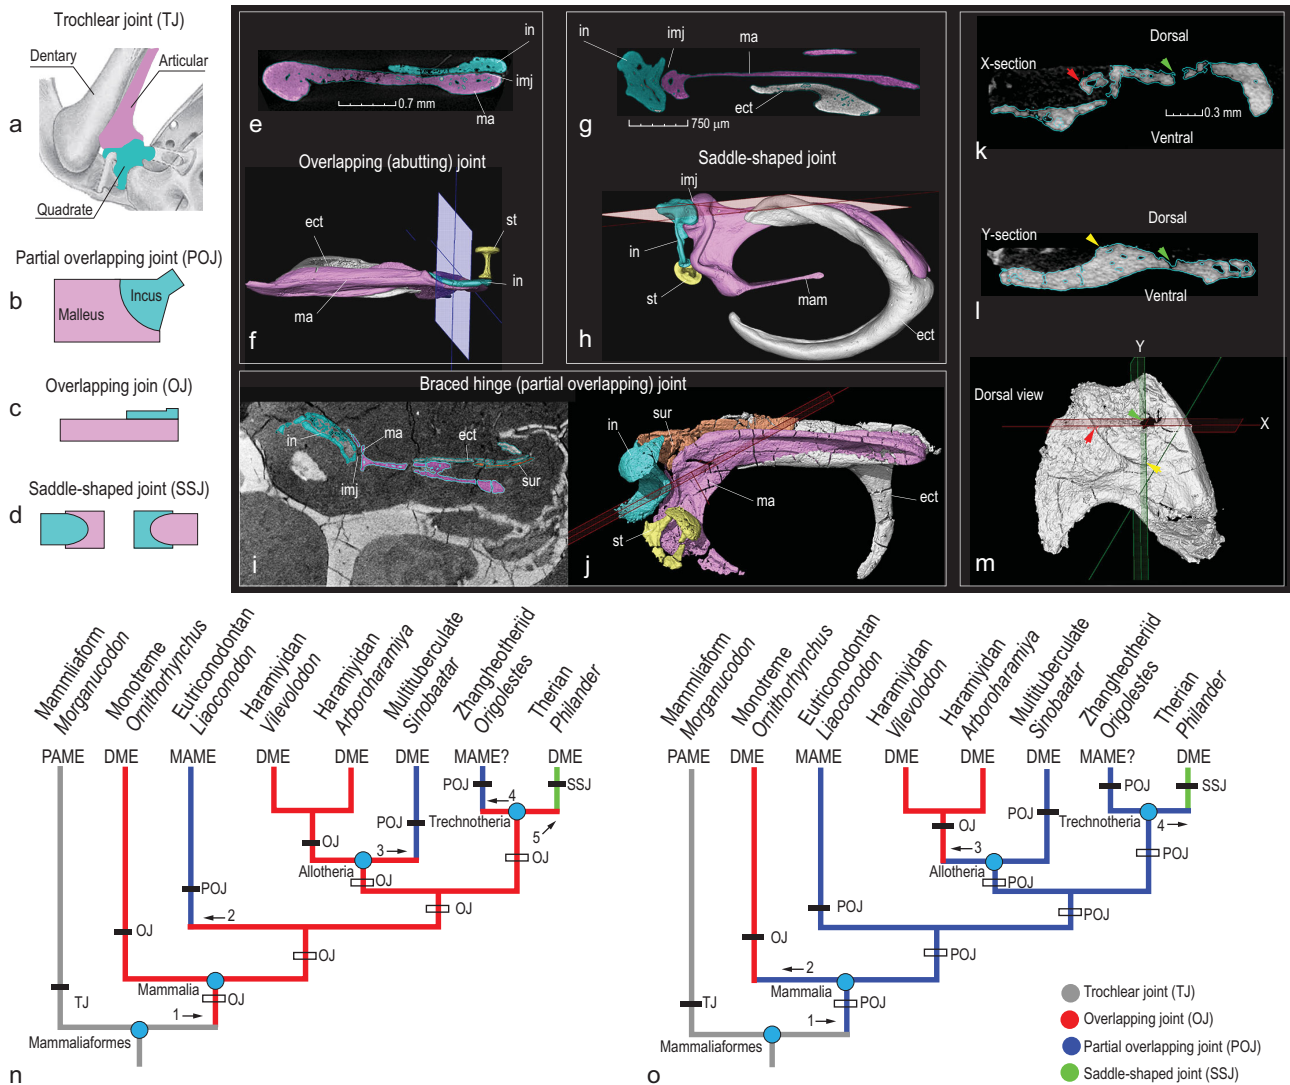 Trochlear joint (TJ)
Dentary
Articular
Quadrate
a
Partial overlapping joint (POJ)
Incus
Malleus
b
Overlapping join (OJ)
c
Saddle-shaped joint (SSJ)
d
in
imj
ma
0.7 mm
e
Overlapping (abutting) joint
ect
st
in
ma
f
in
imj
ma
ect
750 µm
g
Saddle-shaped joint
imj
in
st
mam
ect
h
Braced hinge (partial overlapping) joint
in
ma
ect
imj
sur
i
sur
in
ma
ect
st
j
Dorsal
X-section
0.3 mm
Ventral
k
Dorsal
Y-section
Ventral
l
Y
Dorsal view
X
m
Mammliaform
Morganucodon
Monotreme
Ornithorhynchus
Eutriconodontan
Liaoconodon
Haramiyidan
Vilevolodon
Haramiyidan
Arboroharamiya
Multituberculate
Sinobaatar
Zhangheotheriid
Origolestes
Therian
Philander
PAME
DME
MAME
DME
DME
DME
MAME?
DME
POJ
4
SSJ
Trechnotheria
5
POJ
3
OJ
OJ
Allotheria
OJ
POJ
2
OJ
OJ
OJ
Mammalia
OJ
TJ
1
Mammaliaformes
n
Mammliaform
Morganucodon
Monotreme
Ornithorhynchus
Eutriconodontan
Liaoconodon
Haramiyidan
Vilevolodon
Haramiyidan
Arboroharamiya
Multituberculate
Sinobaatar
Zhangheotheriid
Origolestes
Therian
Philander
PAME
DME
MAME
DME
DME
DME
MAME?
DME
POJ
SSJ
POJ
Trechnotheria
4
OJ
3
POJ
Allotheria
POJ
POJ
POJ
OJ
POJ
2
Mammalia
POJ
TJ
1
Mammaliaformes
o
Trochlear joint (TJ)
Overlapping joint (OJ)
Partial overlapping joint (POJ)
Saddle-shaped joint (SSJ)